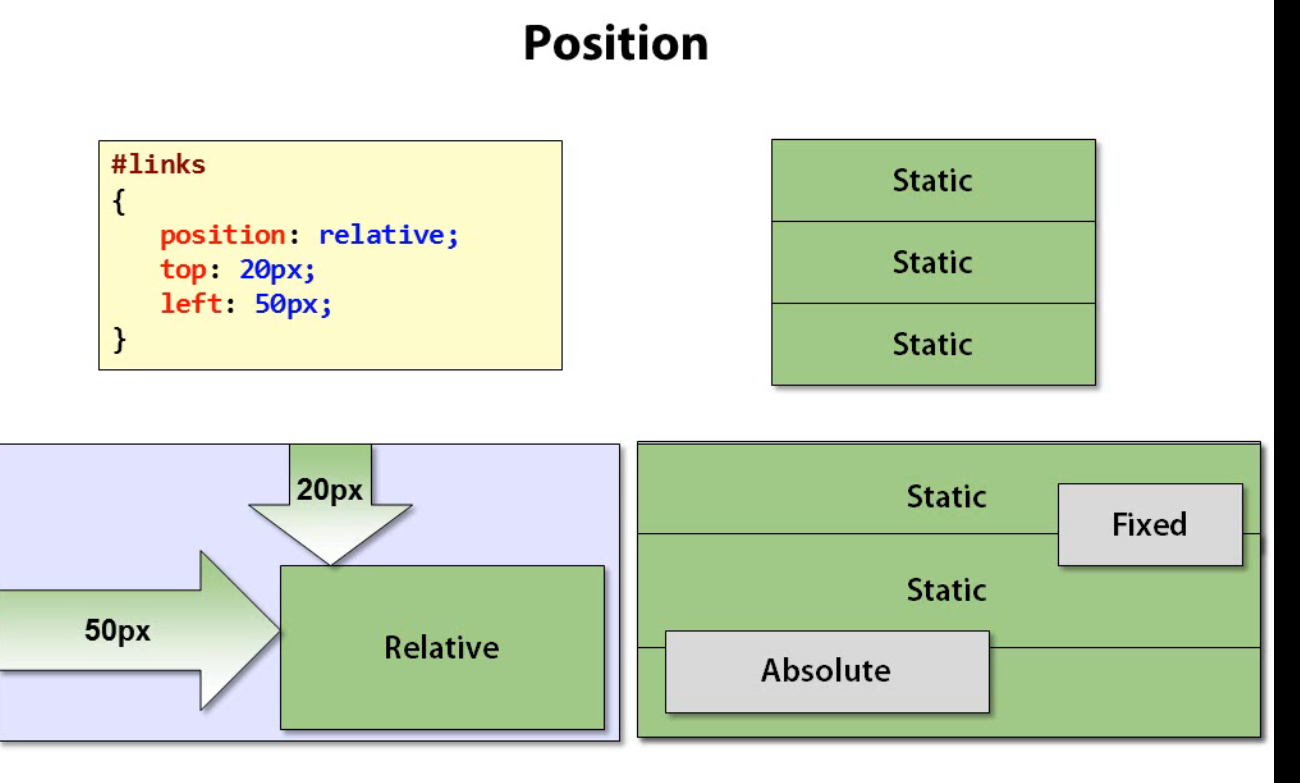 Position
#links
{
position: relative;
top: 20px;
left: 50px;
}
Static
Static
Static
20px
50px
Relative
Static
Fixed
Static
Absolute